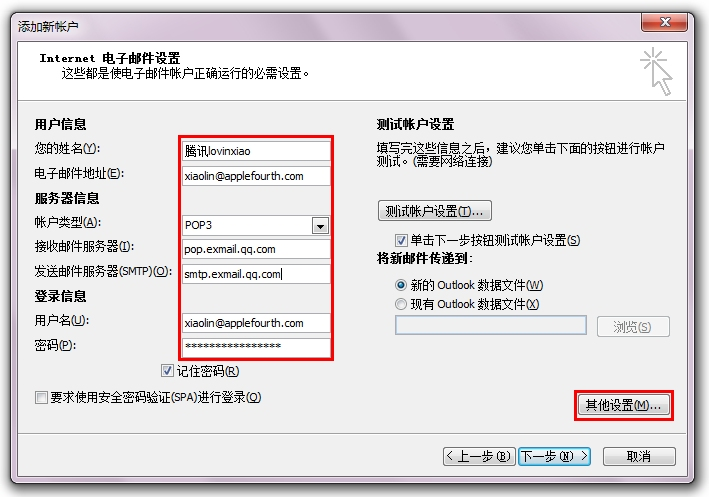 添加新帐户
Internet 电子邮件设置
这些都是使电子邮件帐户正确运行的必需设置。
用户信息
您的姓名(Y):
腾讯lovinxiao
电子邮件地址(E):
xiaolin@applefourth.com
服务器信息
帐户类型(A):
POP3
接收邮件服务器(I):
pop.exmail.qq.com
发送邮件服务器(SMTP)(O):
smtp.exmail.qq.com
登录信息
用户名(U):
xiaolin@applefourth.com
密码(P):
****************
记住密码(R)
要求使用安全密码验证(SPA)进行登录(Q)
测试帐户设置
填写完这些信息之后，建议您单击下面的按钮进行帐户
测试。(需要网络连接)
测试帐户设置(T)...
单击下一步按钮测试帐户设置(S)
将新邮件传递到:
新的 Outlook 数据文件(W)
现有 Outlook 数据文件(X)
浏览(S)
其他设置(M)...
< 上一步(B)
下一步(N) >
取消